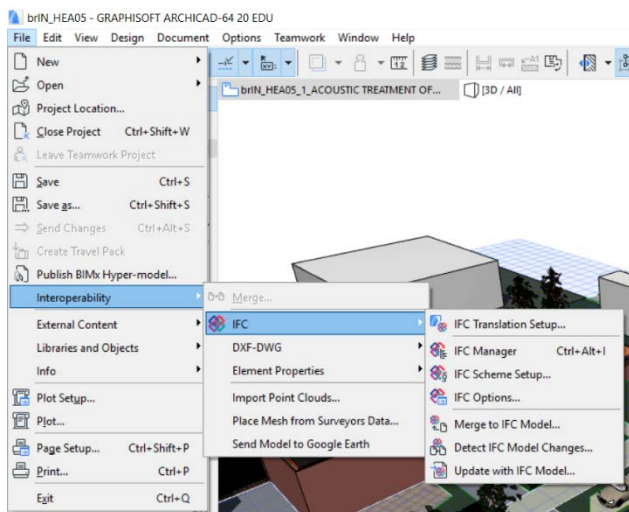 brIN_HEA05 - GRAPHISOFT ARCHICAD-64 20 EDU
File Edit View Design Document Options Teamwork Window Help
brIN_HEA05_1_ACOUSTIC TREATMENT OF...
[3D / All]
New
Open
Project Location...
Close Project Ctrl+Shift+W
Leave Teamwork Project
Save Ctrl+S
Save as... Ctrl+Shift+S
Send Changes Ctrl+Alt+S
Create Travel Pack
Publish BIMx Hyper-model...
Interoperability
External Content
Libraries and Objects
Info
Plot Setup...
Plot...
Page Setup... Ctrl+Shift+P
Print... Ctrl+P
Exit Ctrl+Q
Merge...
IFC
DXF-DWG
Element Properties
Import Point Clouds...
Place Mesh from Surveyors Data...
Send Model to Google Earth
IFC Translation Setup...
IFC Manager Ctrl+Alt+I
IFC Scheme Setup...
IFC Options...
Merge to IFC Model...
Detect IFC Model Changes...
Update with IFC Model...